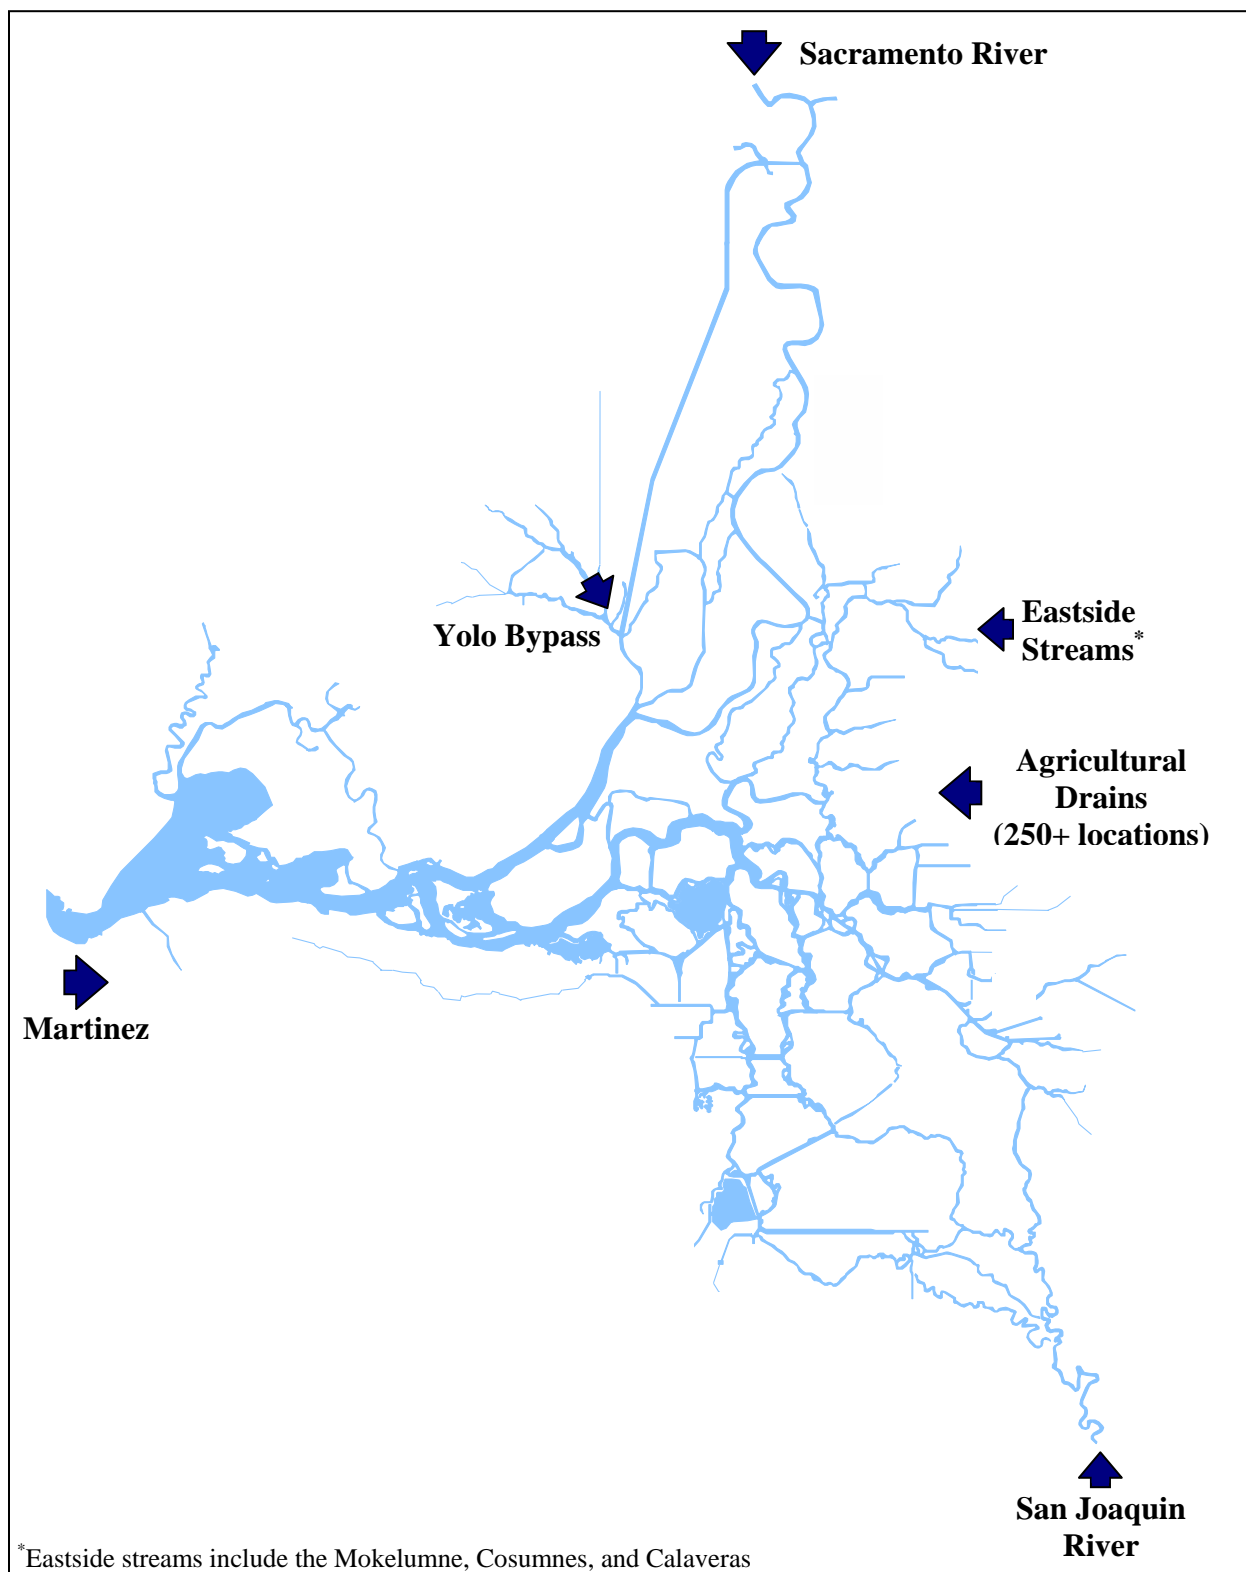 Sacramento River
Yolo Bypass
Eastside
Streams*
Agricultural
Drains
(250+ locations)
Martinez
San Joaquin
River
*Eastside streams include the Mokelumne, Cosumnes, and Calaveras